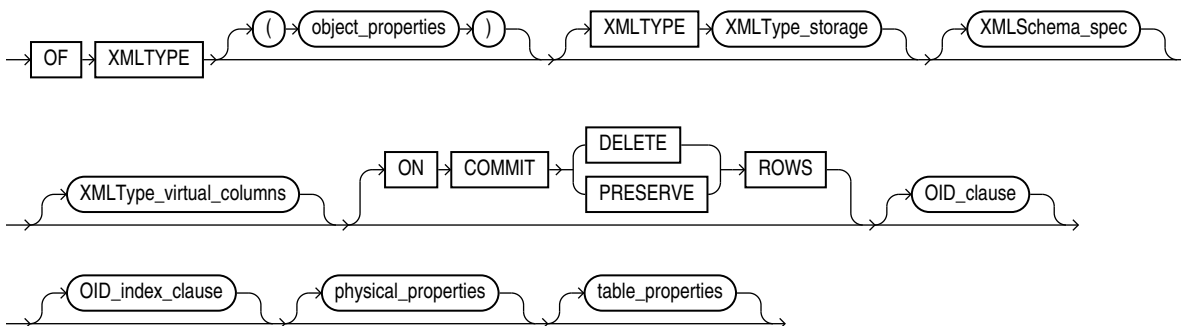 OF XMLTYPE ( object_properties ) XMLTYPE XMLType_storage XMLSchema_spec
XMLType_virtual_columns ON COMMIT DELETE PRESERVE ROWS OID_clause
OID_index_clause physical_properties table_properties